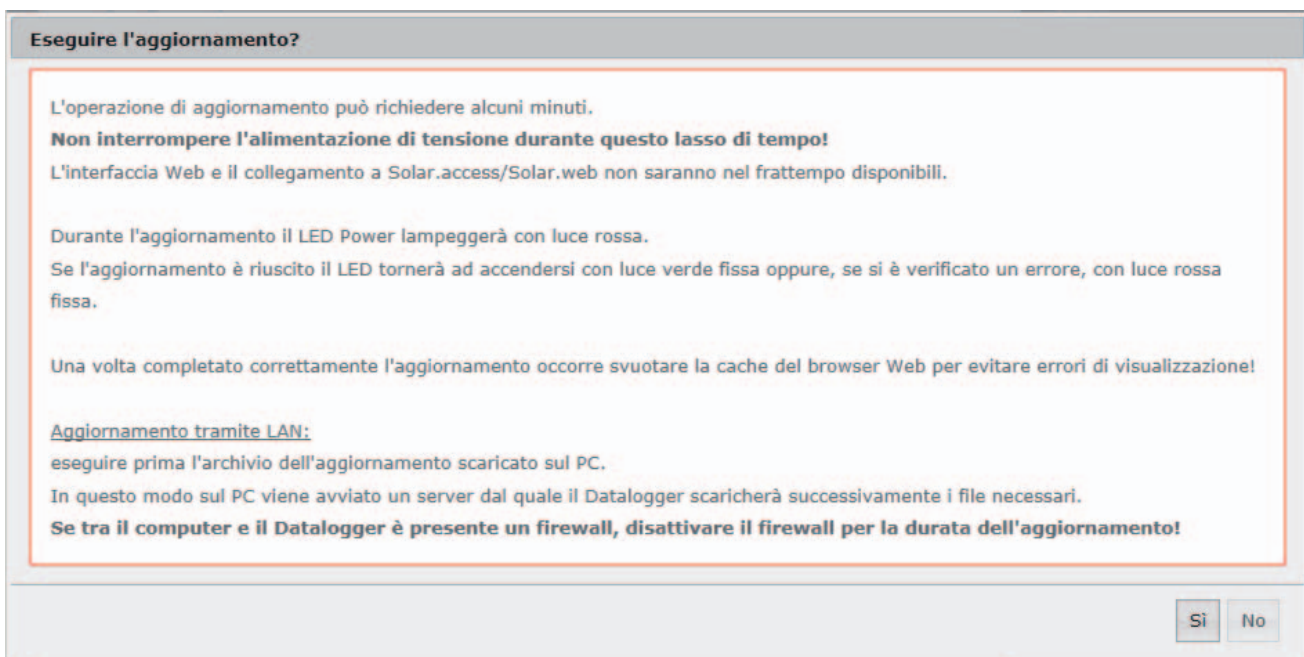 Eseguire l'aggiornamento?
L'operazione di aggiornamento può richiedere alcuni minuti.
Non interrompere l'alimentazione di tensione durante questo lasso di tempo!
L'interfaccia Web e il collegamento a Solar.access/Solar.web non saranno nel frattempo disponibili.
Durante l'aggiornamento il LED Power lampeggerà con luce rossa.
Se l'aggiornamento è riuscito il LED tornerà ad accendersi con luce verde fissa oppure, se si è verificato un errore, con luce rossa
fissa.
Una volta completato correttamente l'aggiornamento occorre svuotare la cache del browser Web per evitare errori di visualizzazione!
Aggiornamento tramite LAN:
eseguire prima l'archivio dell'aggiornamento scaricato sul PC.
In questo modo sul PC viene avviato un server dal quale il Datalogger scaricherà successivamente i file necessari.
Se tra il computer e il Datalogger è presente un firewall, disattivare il firewall per la durata dell'aggiornamento!
Sì No